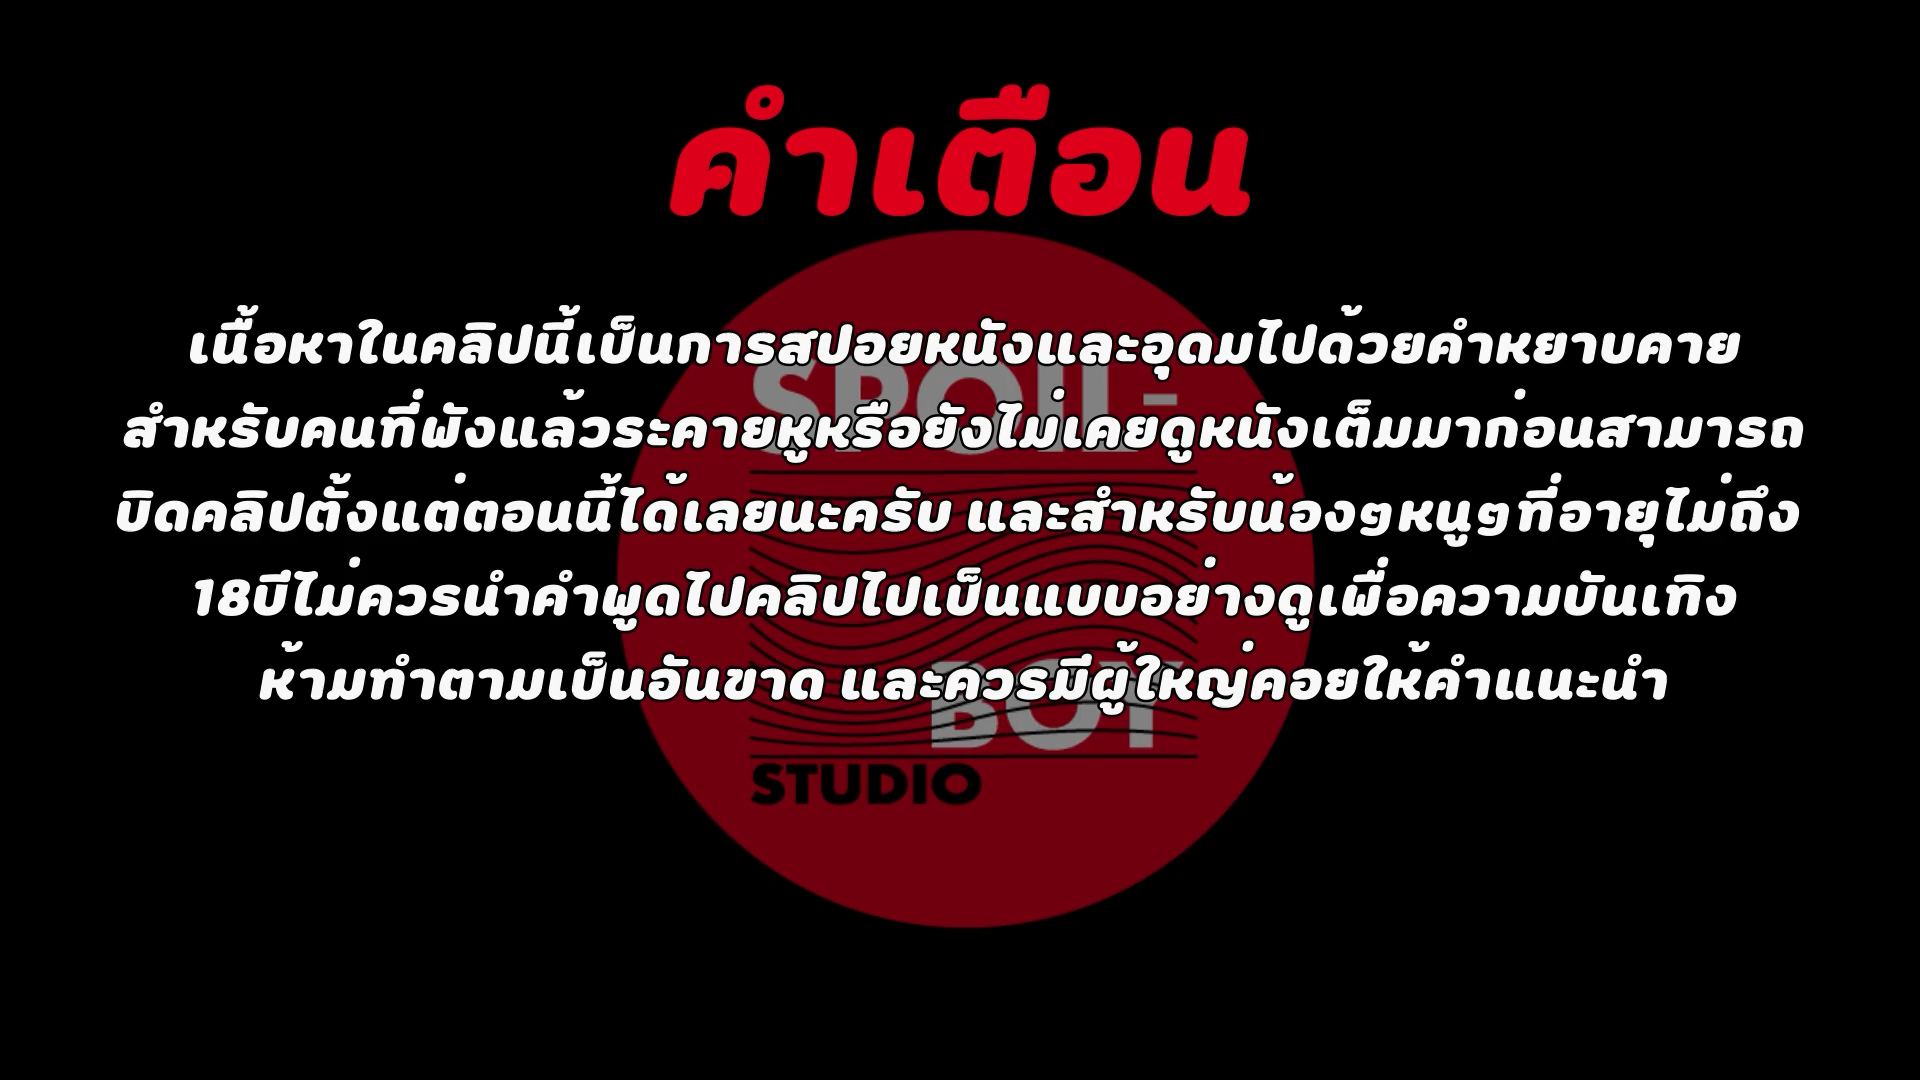 คำเตือน
เนื้อหาในคลิปนี้เป็นการสปอยหนังและอุดมไปด้วยคำหยาบคาย
สำหรับคนที่ฟังแล้วระคายหูหรือยังไม่เคยดูหนังเต็มมาก่อนสามารถ
ปิดคลิปตั้งแต่ตอนนี้ได้เลยนะครับ และสำหรับน้องๆหนูๆที่อายุไม่ถึง
18ปีไม่ควรนำคำพูดไปคลิปไปเป็นแบบอย่างดูเพื่อความบันเทิง
ห้ามทำตามเป็นอันขาด และควรมีผู้ใหญ่คอยให้คำแนะนำ
SPOIL-
BOY
STUDIO